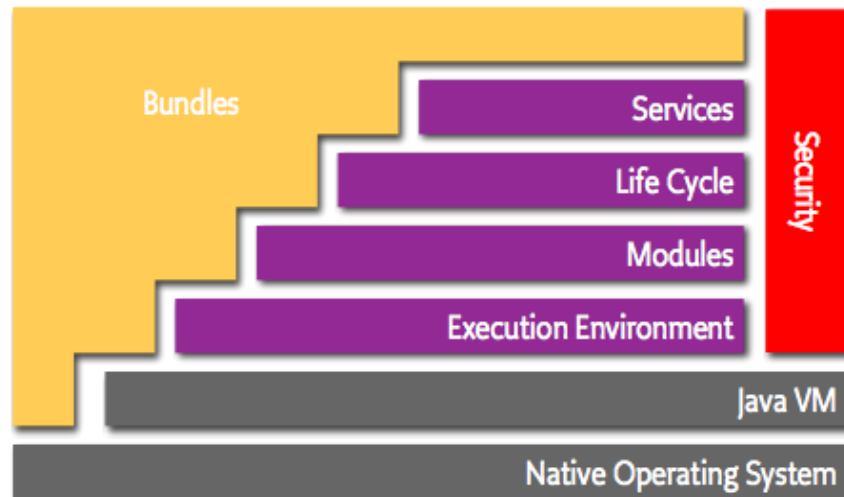 Bundles
Services
Life Cycle
Modules
Execution Environment
Security
Java VM
Native Operating System